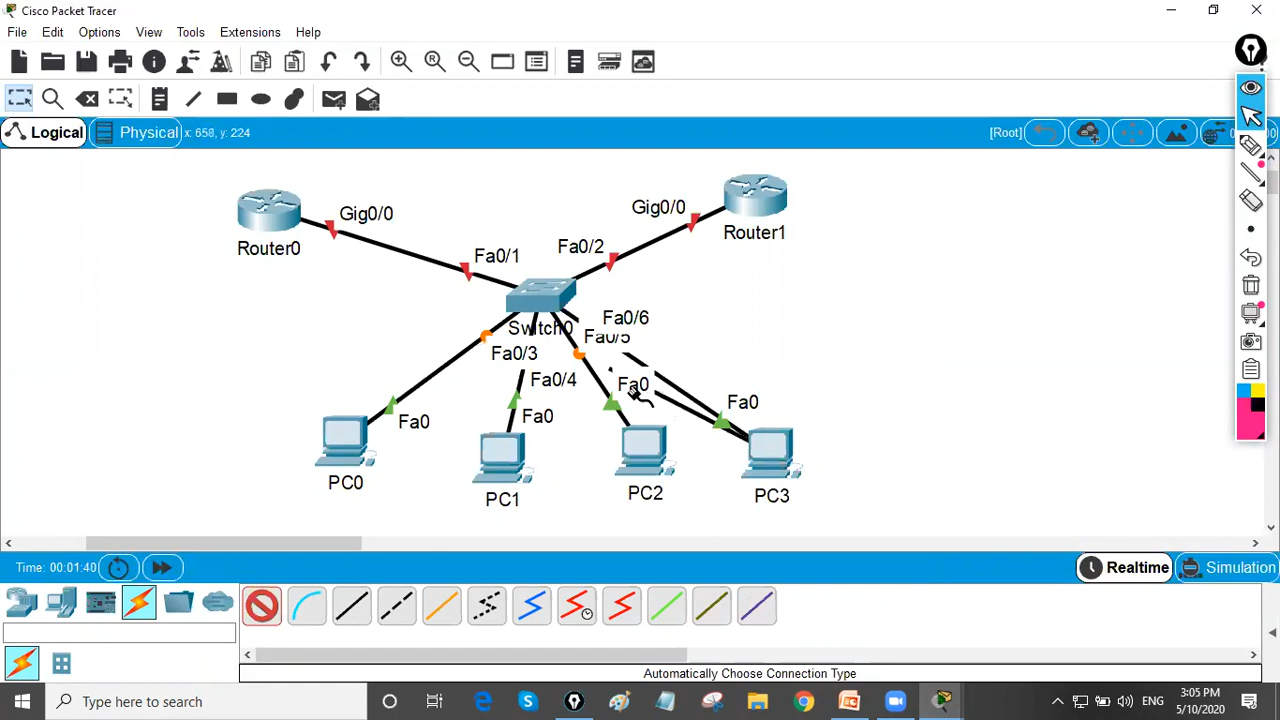 Cisco Packet Tracer
File Edit Options View Tools Extensions Help
Logical Physical x: 658, y: 224 [Root]
Gig0/0 Gig0/0
Router0 Router1
Fa0/1 Fa0/2
Switch0 Fa0/6
Fa0/5
Fa0/3
Fa0/4 Fa0
Fa0 Fa0 Fa0
PC0 PC1 PC2 PC3
Time: 00:01:40 Realtime Simulation
Automatically Choose Connection Type
Type here to search
ENG
3:05 PM
5/10/2020